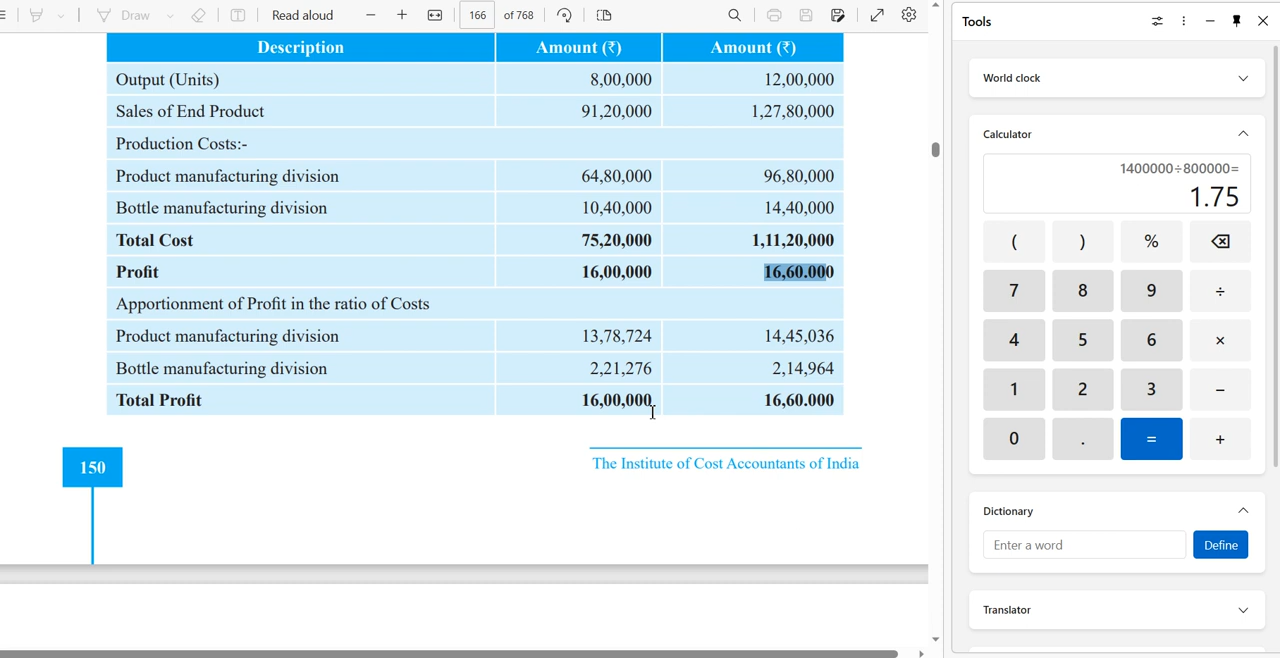 Draw
Read aloud
166 of 768
Description Amount (₹) Amount (₹)
Output (Units) 8,00,000 12,00,000
Sales of End Product 91,20,000 1,27,80,000
Production Costs:-
Product manufacturing division 64,80,000 96,80,000
Bottle manufacturing division 10,40,000 14,40,000
Total Cost 75,20,000 1,11,20,000
Profit 16,00,000 16,60.000
Apportionment of Profit in the ratio of Costs
Product manufacturing division 13,78,724 14,45,036
Bottle manufacturing division 2,21,276 2,14,964
Total Profit 16,00,000 16,60.000
150
The Institute of Cost Accountants of India
Tools
World clock
Calculator
1400000÷800000=
1.75
( ) %
7 8 9 ÷
4 5 6 ×
1 2 3 −
0 . = +
Dictionary
Enter a word Define
Translator